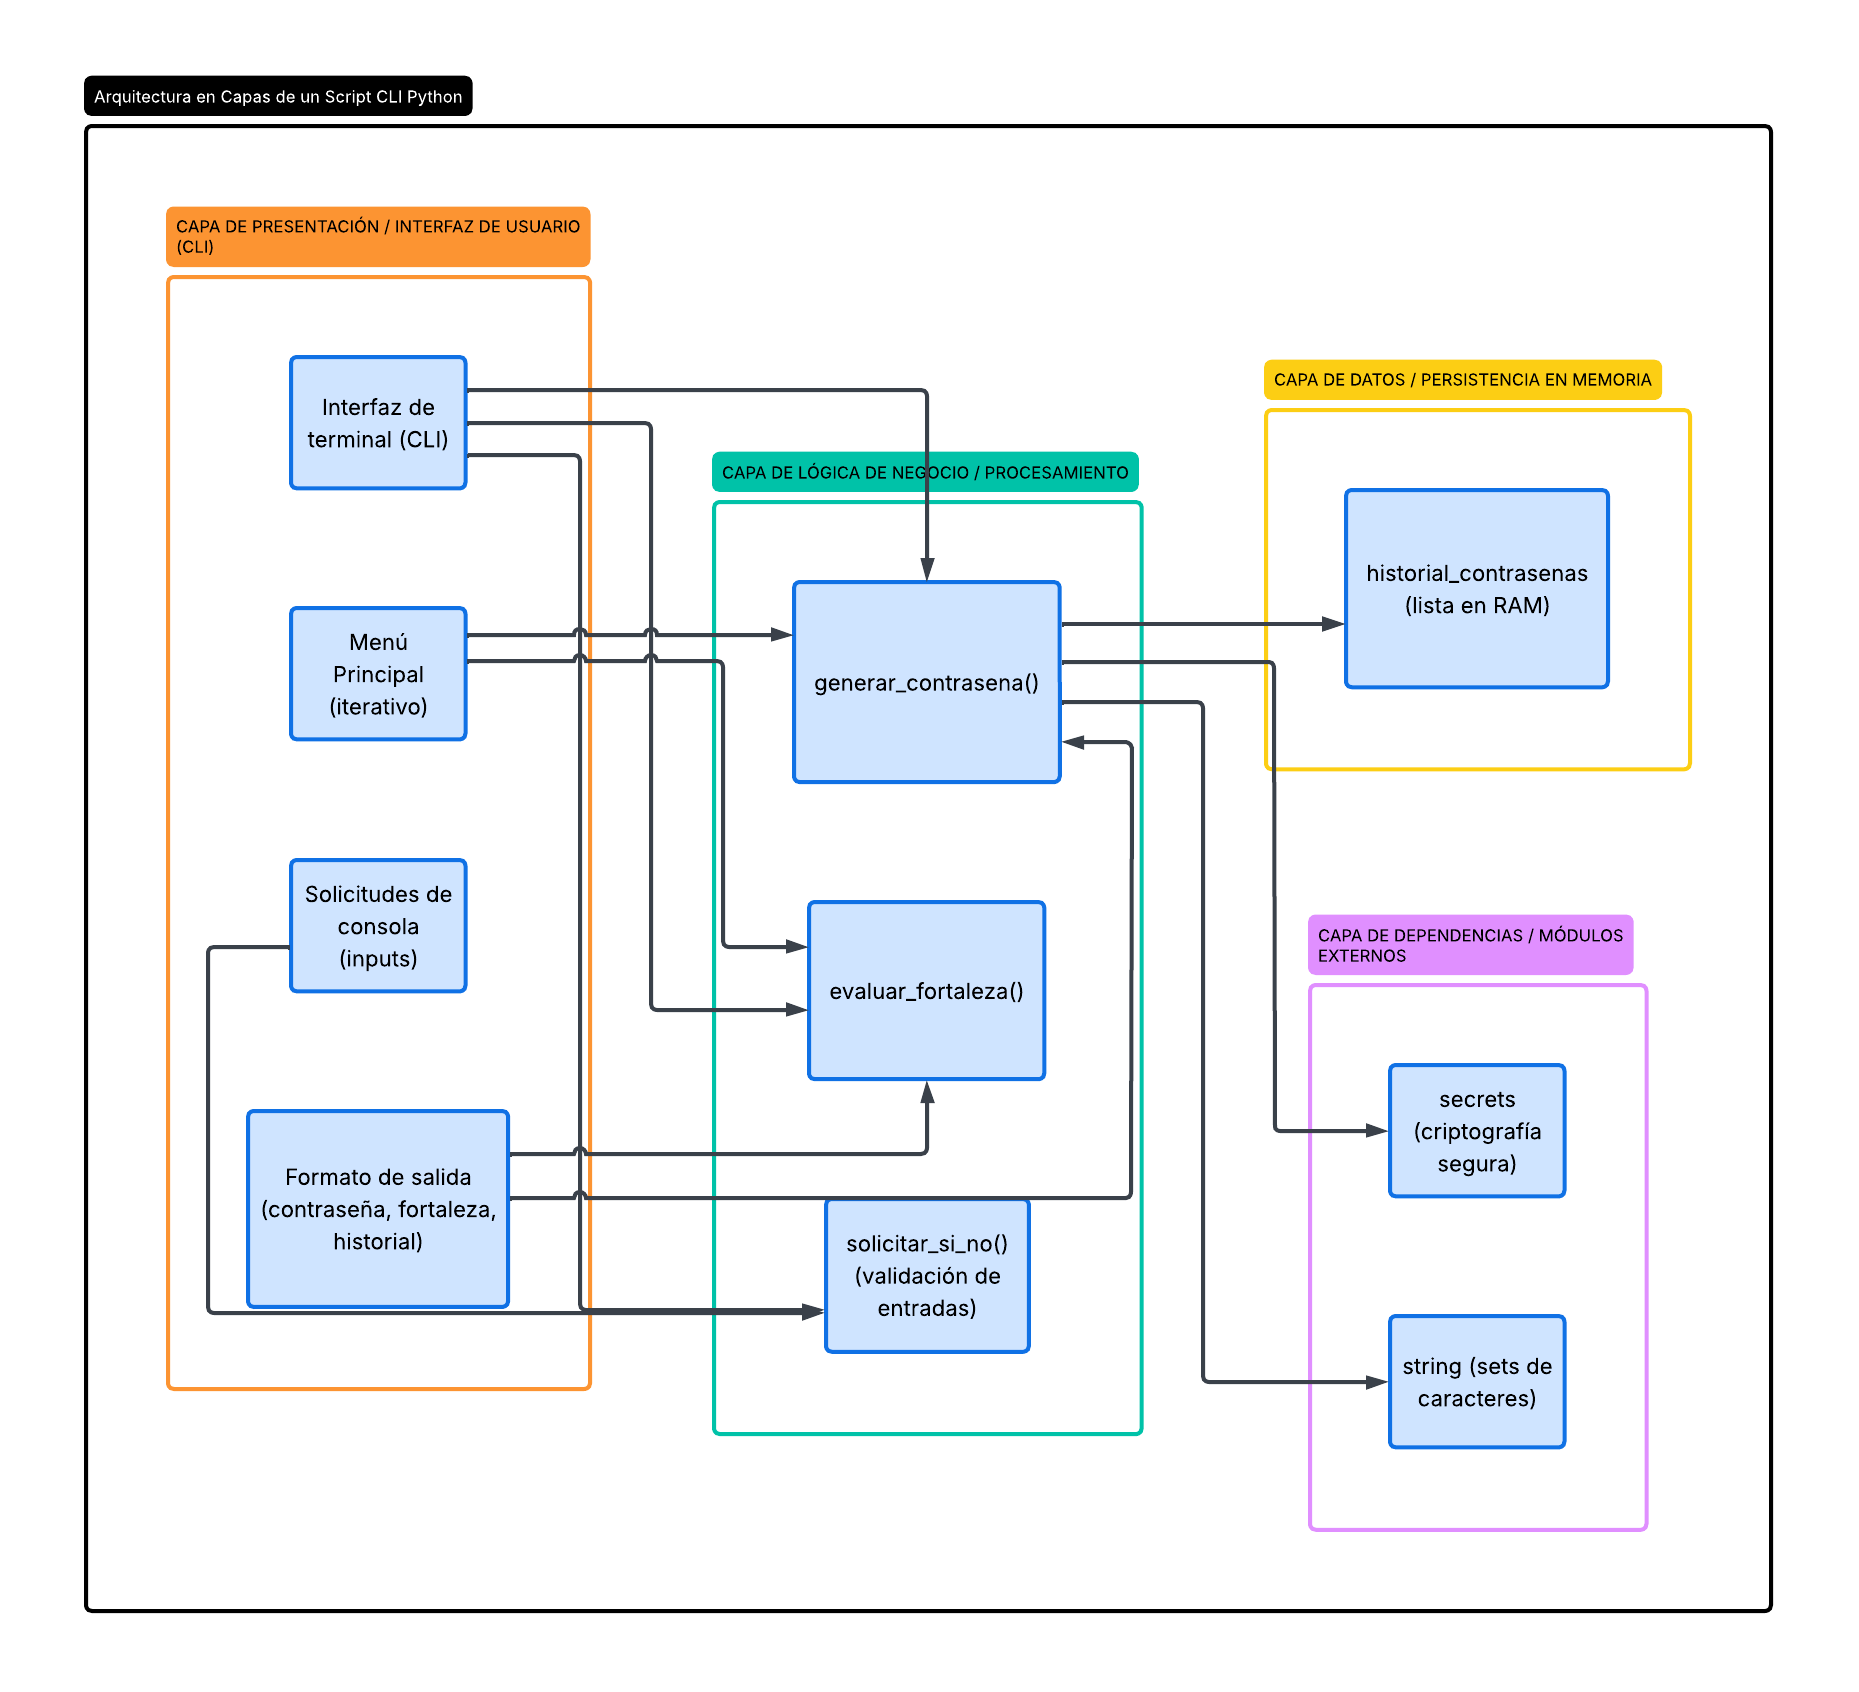 Arquitectura en Capas de un Script CLI Python
CAPA DE PRESENTACIÓN / INTERFAZ DE USUARIO
(CLI)
Interfaz de
terminal (CLI)
Menú
Principal
(iterativo)
Solicitudes de
consola
(inputs)
Formato de salida
(contraseña, fortaleza,
historial)
CAPA DE LÓGICA DE NEGOCIO / PROCESAMIENTO
generar_contrasena()
evaluar_fortaleza()
solicitar_si_no()
(validación de
entradas)
CAPA DE DATOS / PERSISTENCIA EN MEMORIA
historial_contrasenas
(lista en RAM)
CAPA DE DEPENDENCIAS / MÓDULOS
EXTERNOS
secrets
(criptografía
segura)
string (sets de
caracteres)